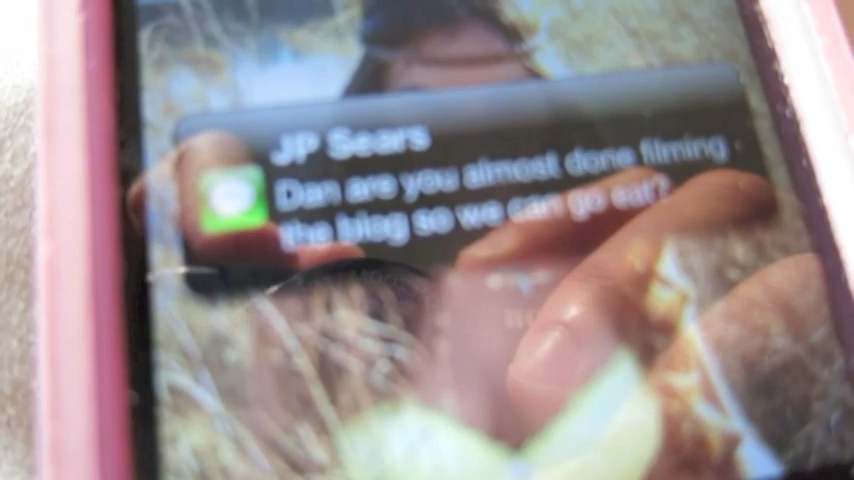 JP Sears
Dan are you almost done filming
the blog so we can go eat?